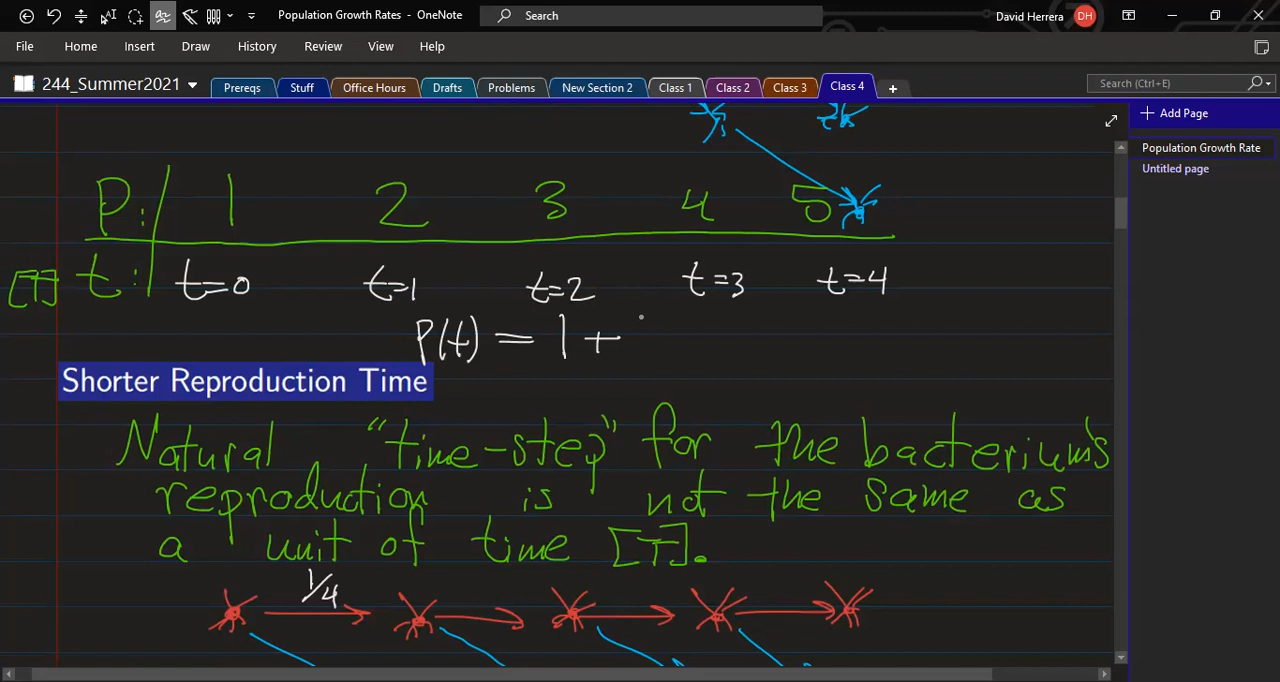 Population Growth Rates - OneNote
Search
David Herrera
DH
File
Home
Insert
Draw
History
Review
View
Help
244_Summer2021
Prereqs
Stuff
Office Hours
Drafts
Problems
New Section 2
Class 1
Class 2
Class 3
Class 4
+
Search (Ctrl+E)
Add Page
Population Growth Rate
Untitled page
P: 1 2 3 4 5
[T] t: t=0 t=1 t=2 t=3 t=4
P(t) = 1 +
Shorter Reproduction Time
Natural "time-step" for the bacterium's
reproduction is not the same as
a unit of time [T].
1/4